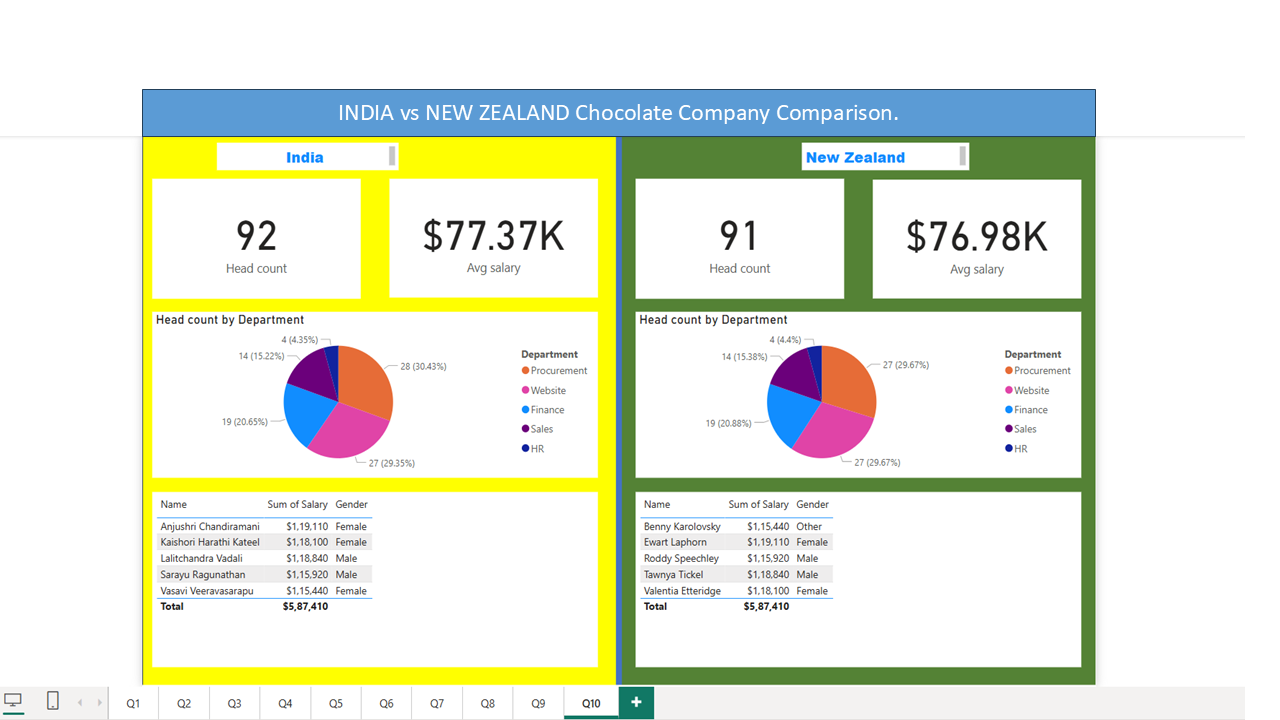 INDIA vs NEW ZEALAND Chocolate Company Comparison.
India
92
Head count
$77.37K
Avg salary
Head count by Department
4 (4.35%)
14 (15.22%)
28 (30.43%)
19 (20.65%)
27 (29.35%)
Department
Procurement
Website
Finance
Sales
HR
Name Sum of Salary Gender
Anjushri Chandiramani $1,19,110 Female
Kaishori Harathi Kateel $1,18,100 Female
Lalitchandra Vadali $1,18,840 Male
Sarayu Ragunathan $1,15,920 Male
Vasavi Veeravasarapu $1,15,440 Female
Total $5,87,410
New Zealand
91
Head count
$76.98K
Avg salary
Head count by Department
4 (4.4%)
14 (15.38%)
27 (29.67%)
19 (20.88%)
27 (29.67%)
Department
Procurement
Website
Finance
Sales
HR
Name Sum of Salary Gender
Benny Karolovsky $1,15,440 Other
Ewart Laphorn $1,19,110 Female
Roddy Speechley $1,15,920 Male
Tawnya Tickel $1,18,840 Male
Valentia Etteridge $1,18,100 Female
Total $5,87,410
Q1 Q2 Q3 Q4 Q5 Q6 Q7 Q8 Q9 Q10 +